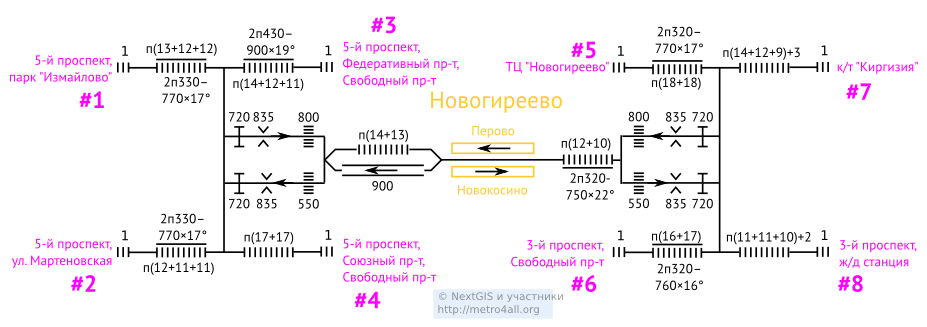 #3
2п430–
900×19°
1
п(13+12+12)
1
5-й проспект,
парк "Измайлово"
#1
2п330–
770×17°
п(14+12+11)
5-й проспект,
Федеративный пр-т,
Свободный пр-т
#5
1
ТЦ "Новогиреево"
2п320–
770×17°
п(18+18)
п(14+12+9)+3
1
к/т "Киргизия"
#7
Новогиреево
720
835
800
п(14+13)
Перово
п(12+10)
800
835
720
720
835
550
900
Новокосино
2п320-
750×22°
550
835
720
1
5-й проспект,
ул. Мартеновская
#2
2п330–
770×17°
п(12+11+11)
п(17+17)
1
5-й проспект,
Союзный пр-т,
Свободный пр-т
#4
1
3-й проспект,
Свободный пр-т
#6
п(16+17)
2п320–
760×16°
п(11+11+10)+2
1
3-й проспект,
ж/д станция
#8
© NextGIS и участники
http://metro4all.org